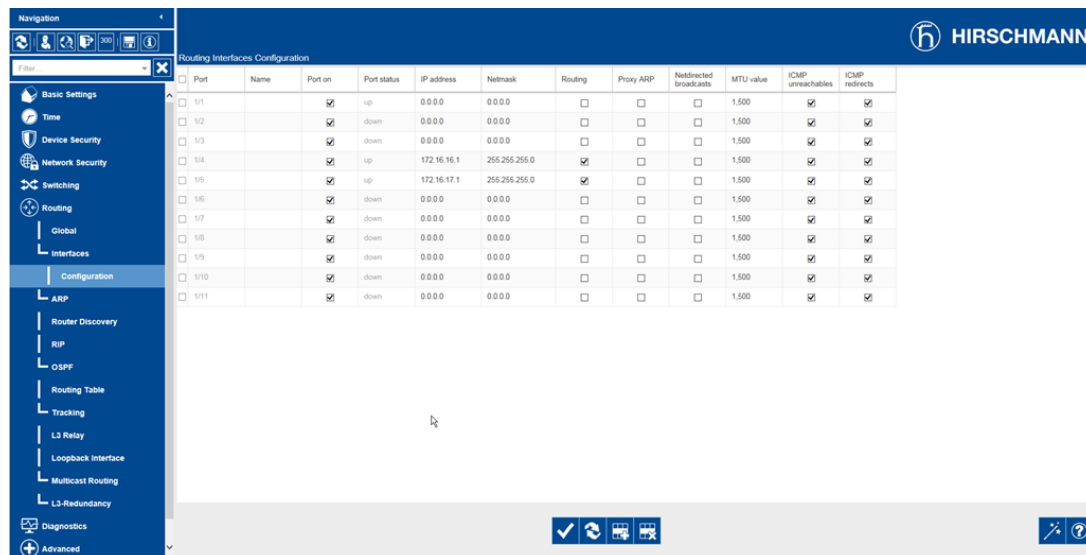 Navigation
300
HIRSCHMANN
Routing Interfaces Configuration
Filter...
Port Name Port on Port status IP address Netmask Routing Proxy ARP Netdirected broadcasts MTU value ICMP unreachables ICMP redirects
1/1 up 0.0.0.0 0.0.0.0 1,500
1/2 down 0.0.0.0 0.0.0.0 1,500
1/3 down 0.0.0.0 0.0.0.0 1,500
1/4 up 172.16.16.1 255.255.255.0 1,500
1/5 up 172.16.17.1 255.255.255.0 1,500
1/6 down 0.0.0.0 0.0.0.0 1,500
1/7 down 0.0.0.0 0.0.0.0 1,500
1/8 down 0.0.0.0 0.0.0.0 1,500
1/9 down 0.0.0.0 0.0.0.0 1,500
1/10 down 0.0.0.0 0.0.0.0 1,500
1/11 down 0.0.0.0 0.0.0.0 1,500
Basic Settings
Time
Device Security
Network Security
Switching
Routing
Global
Interfaces
Configuration
ARP
Router Discovery
RIP
OSPF
Routing Table
Tracking
L3 Relay
Loopback Interface
Multicast Routing
L3-Redundancy
Diagnostics
Advanced